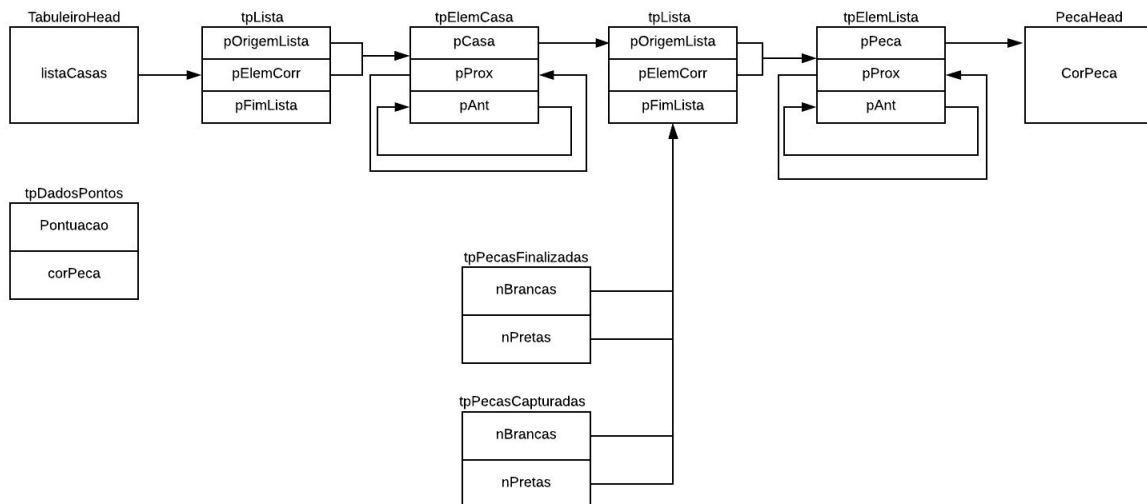 TabuleiroHead
listaCasas
tpLista
pOrigemLista
pElemCorr
pFimLista
tpElemCasa
pCasa
pProx
pAnt
tpLista
pOrigemLista
pElemCorr
pFimLista
tpElemLista
pPeca
pProx
pAnt
PecaHead
CorPeca
tpDadosPontos
Pontuacao
corPeca
tpPecasFinalizadas
nBrancas
nPretas
tpPecasCapturadas
nBrancas
nPretas